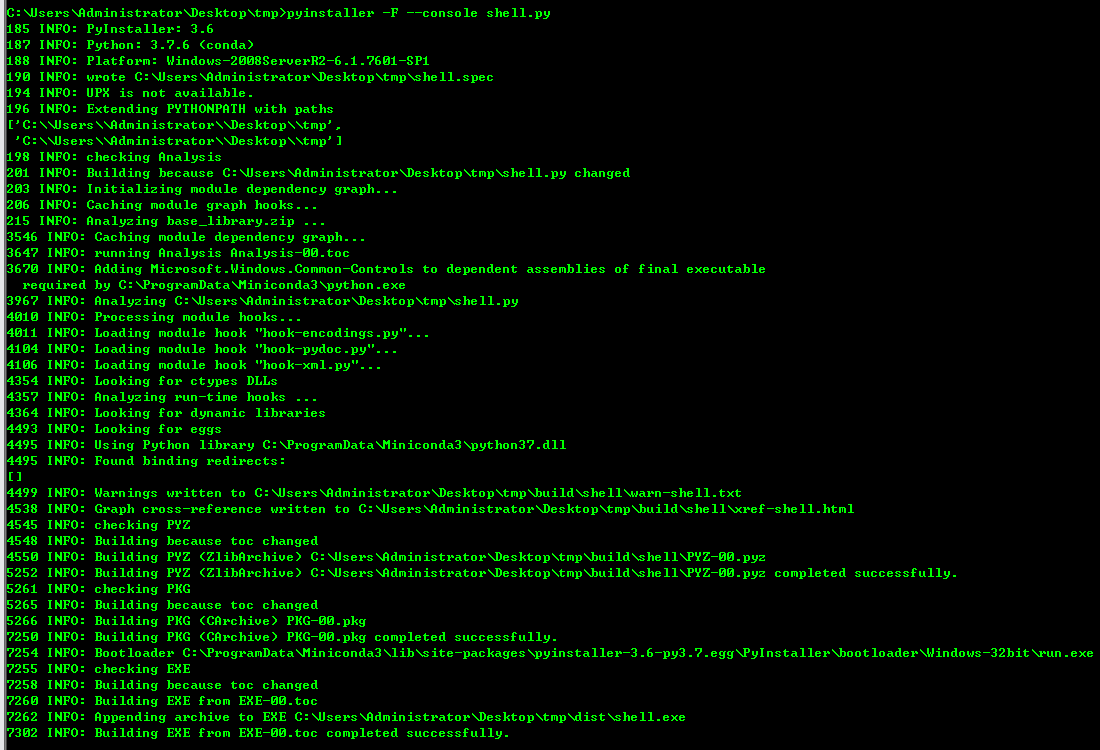 C:\Users\Administrator\Desktop\tmp>pyinstaller -F --console shell.py
185 INFO: PyInstaller: 3.6
187 INFO: Python: 3.7.6 (conda)
188 INFO: Platform: Windows-2008ServerR2-6.1.7601-SP1
190 INFO: wrote C:\Users\Administrator\Desktop\tmp\shell.spec
194 INFO: UPX is not available.
196 INFO: Extending PYTHONPATH with paths
['C:\\Users\\Administrator\\Desktop\\tmp',
 'C:\\Users\\Administrator\\Desktop\\tmp']
198 INFO: checking Analysis
201 INFO: Building because C:\Users\Administrator\Desktop\tmp\shell.py changed
203 INFO: Initializing module dependency graph...
206 INFO: Caching module graph hooks...
215 INFO: Analyzing base_library.zip ...
3546 INFO: Caching module dependency graph...
3647 INFO: running Analysis Analysis-00.toc
3670 INFO: Adding Microsoft.Windows.Common-Controls to dependent assemblies of final executable
  required by C:\ProgramData\Miniconda3\python.exe
3967 INFO: Analyzing C:\Users\Administrator\Desktop\tmp\shell.py
4010 INFO: Processing module hooks...
4011 INFO: Loading module hook "hook-encodings.py"...
4104 INFO: Loading module hook "hook-pydoc.py"...
4106 INFO: Loading module hook "hook-xml.py"...
4354 INFO: Looking for ctypes DLLs
4357 INFO: Analyzing run-time hooks ...
4364 INFO: Looking for dynamic libraries
4493 INFO: Looking for eggs
4495 INFO: Using Python library C:\ProgramData\Miniconda3\python37.dll
4495 INFO: Found binding redirects:
[]
4499 INFO: Warnings written to C:\Users\Administrator\Desktop\tmp\build\shell\warn-shell.txt
4538 INFO: Graph cross-reference written to C:\Users\Administrator\Desktop\tmp\build\shell\xref-shell.html
4545 INFO: checking PYZ
4548 INFO: Building because toc changed
4550 INFO: Building PYZ (ZlibArchive) C:\Users\Administrator\Desktop\tmp\build\shell\PYZ-00.pyz
5252 INFO: Building PYZ (ZlibArchive) C:\Users\Administrator\Desktop\tmp\build\shell\PYZ-00.pyz completed successfully.
5261 INFO: checking PKG
5265 INFO: Building because toc changed
5266 INFO: Building PKG (CArchive) PKG-00.pkg
7250 INFO: Building PKG (CArchive) PKG-00.pkg completed successfully.
7254 INFO: Bootloader C:\ProgramData\Miniconda3\lib\site-packages\pyinstaller-3.6-py3.7.egg\PyInstaller\bootloader\Windows-32bit\run.exe
7255 INFO: checking EXE
7258 INFO: Building because toc changed
7260 INFO: Building EXE from EXE-00.toc
7262 INFO: Appending archive to EXE C:\Users\Administrator\Desktop\tmp\dist\shell.exe
7302 INFO: Building EXE from EXE-00.toc completed successfully.